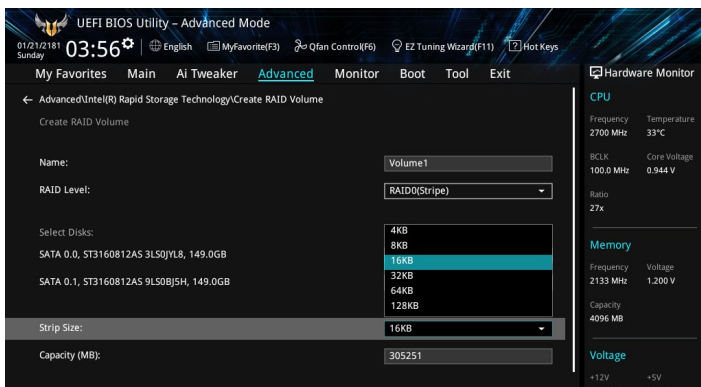 UEFI BIOS Utility – Advanced Mode
01/21/2181 Sunday 03:56 English MyFavorite(F3) Qfan Control(F6) EZ Tuning Wizard(F11) ? Hot Keys
My Favorites Main Ai Tweaker Advanced Monitor Boot Tool Exit
← Advanced\Intel(R) Rapid Storage Technology\Create RAID Volume
Create RAID Volume
Name: Volume1
RAID Level: RAID0(Stripe)
Select Disks:
SATA 0.0, ST3160812AS 3LS0JYL8, 149.0GB
SATA 0.1, ST3160812AS 9LS0BJ5H, 149.0GB
4KB
8KB
16KB
32KB
64KB
128KB
Strip Size: 16KB
Capacity (MB): 305251
Hardware Monitor
CPU
Frequency Temperature
2700 MHz 33°C
BCLK Core Voltage
100.0 MHz 0.944 V
Ratio
27x
Memory
Frequency Voltage
2133 MHz 1.200 V
Capacity
4096 MB
Voltage
+12V +5V